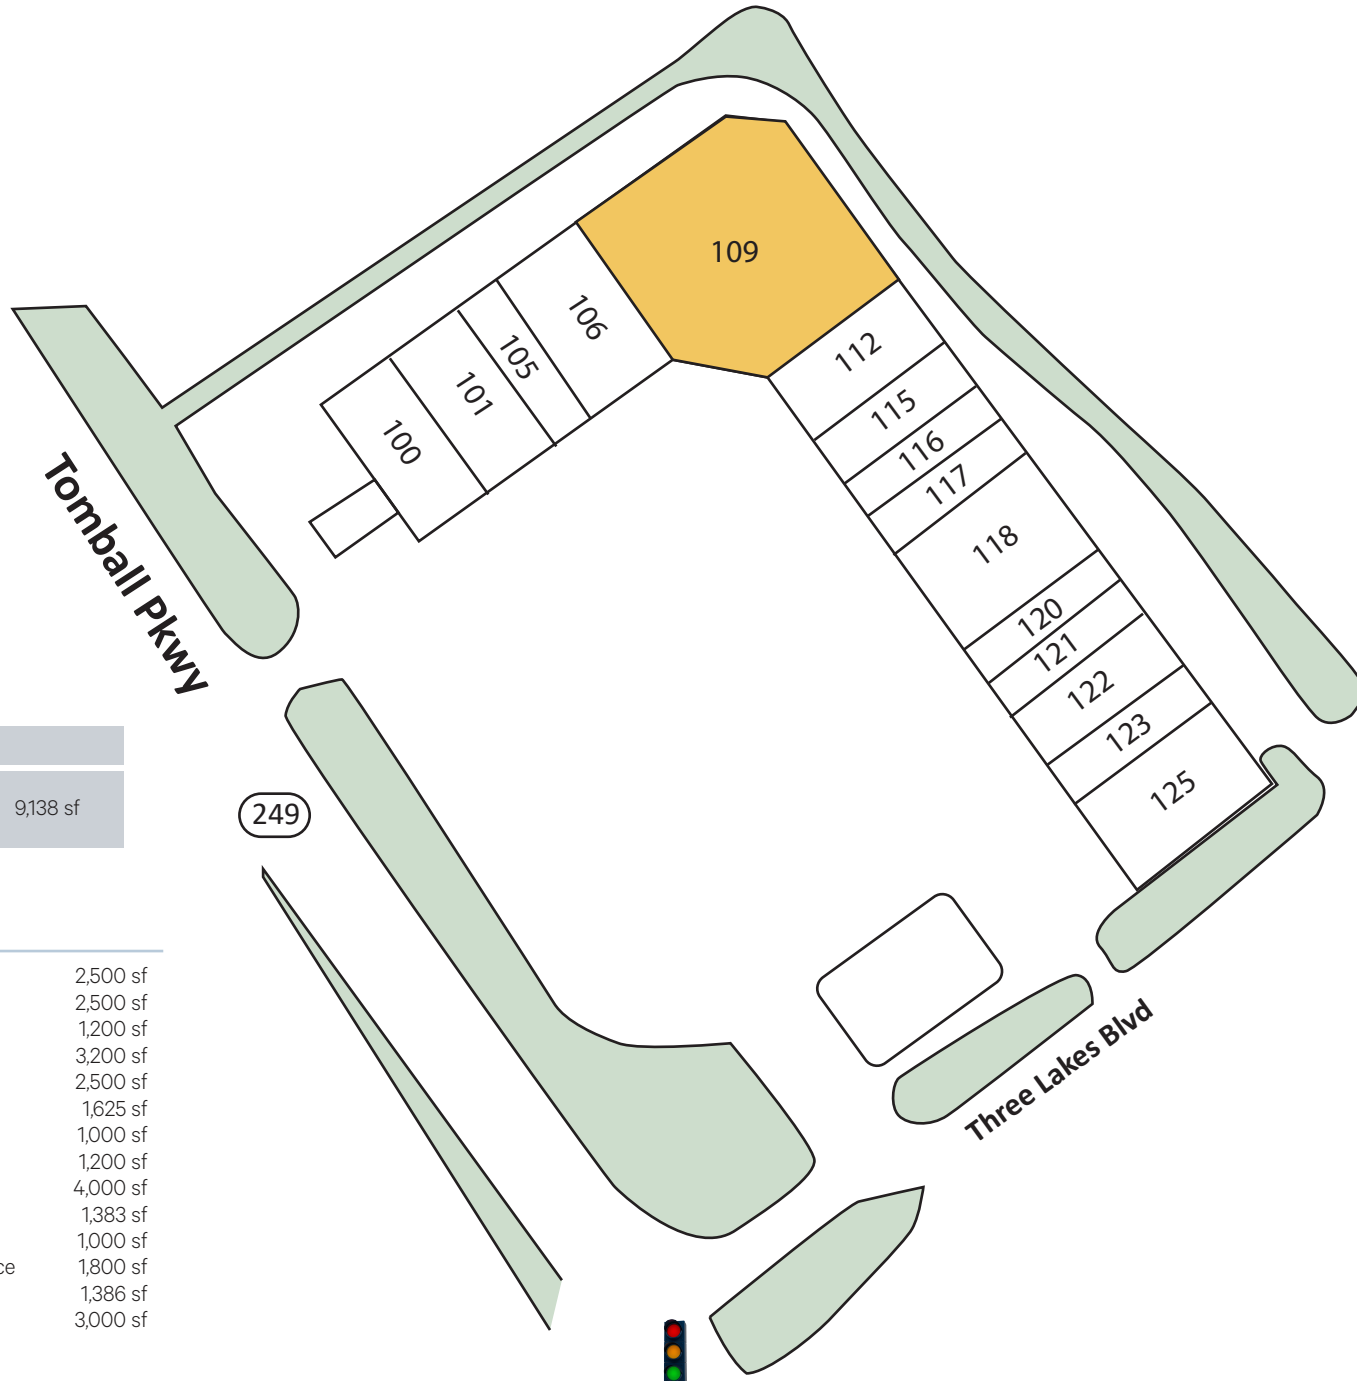 109
106
105
101
100
112
115
116
117
118
120
121
122
123
125
Tomball Pkwy
249
Three Lakes Blvd
9,138 sf
2,500 sf
2,500 sf
1,200 sf
3,200 sf
2,500 sf
1,625 sf
1,000 sf
1,200 sf
4,000 sf
1,383 sf
1,000 sf
ce 1,800 sf
1,386 sf
3,000 sf